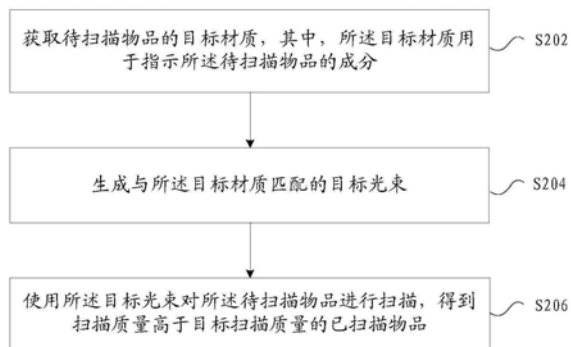 获取待扫描物品的目标材质，其中，所述目标材质用
于指示所述待扫描物品的成分
S202
生成与所述目标材质匹配的目标光束
S204
使用所述目标光束对所述待扫描物品进行扫描，得到
扫描质量高于目标扫描质量的已扫描物品
S206